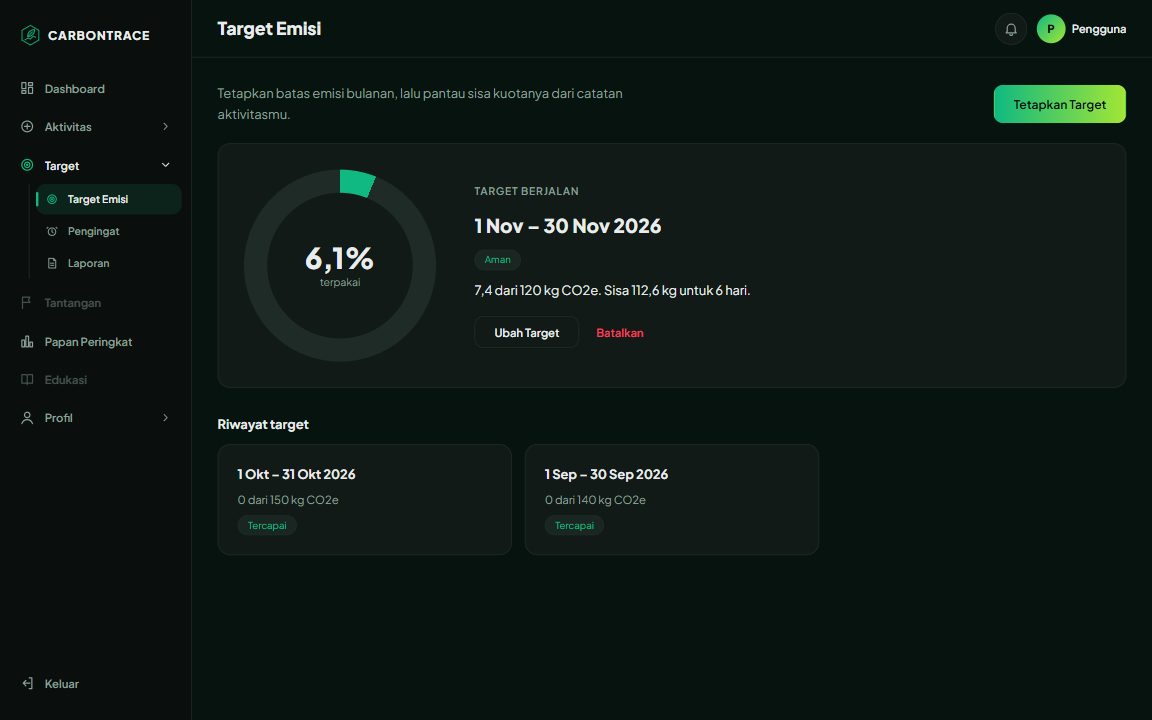 CARBONTRACE
Dashboard
Aktivitas
Target
Target Emisi
Pengingat
Laporan
Tantangan
Papan Peringkat
Edukasi
Profil
Keluar
Target Emisi
P
Pengguna
Tetapkan batas emisi bulanan, lalu pantau sisa kuotanya dari catatan
aktivitasmu.
Tetapkan Target
6,1%
terpakai
TARGET BERJALAN
1 Nov – 30 Nov 2026
Aman
7,4 dari 120 kg CO2e. Sisa 112,6 kg untuk 6 hari.
Ubah Target
Batalkan
Riwayat target
1 Okt – 31 Okt 2026
0 dari 150 kg CO2e
Tercapai
1 Sep – 30 Sep 2026
0 dari 140 kg CO2e
Tercapai